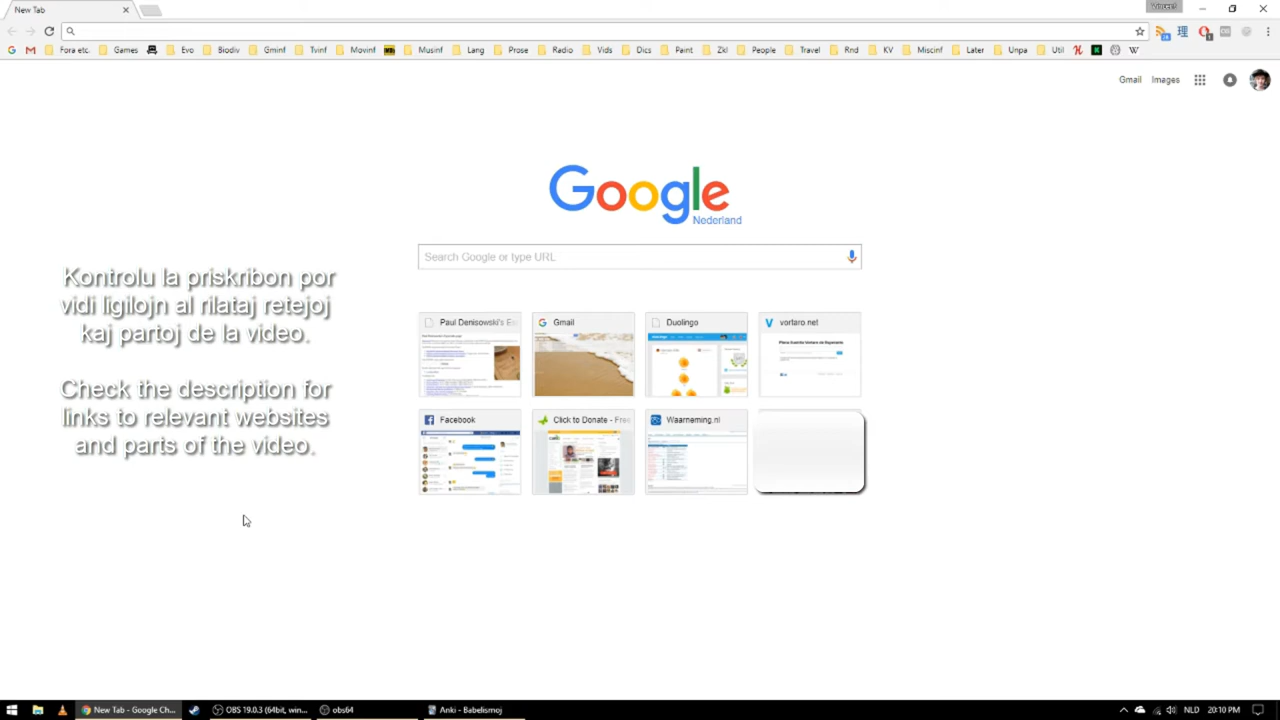 New Tab
Fora etc.
Games
Evo
Biodiv
Gminf
Tvinf
Movinf
Musinf
Lang
Prose
Radio
Vids
Dics
Paint
Zkl
People
Travel
Rnd
KV
Miscinf
Later
Unpa
Util
Gmail
Images
Google
Nederland
Search Google or type URL
Kontrolu la priskribon por
vidi ligilojn al rilataj retejoj
kaj partoj de la video.
Check the description for
links to relevant websites
and parts of the video.
Paul Denisowski's Es
Gmail
Duolingo
vortaro net
Facebook
Click to Donate - Free
Waarneming.nl
New Tab - Google Ch...
OBS 19.0.3 (64bit, win...
obs64
Anki - Babelismoj
NLD
20:10 PM